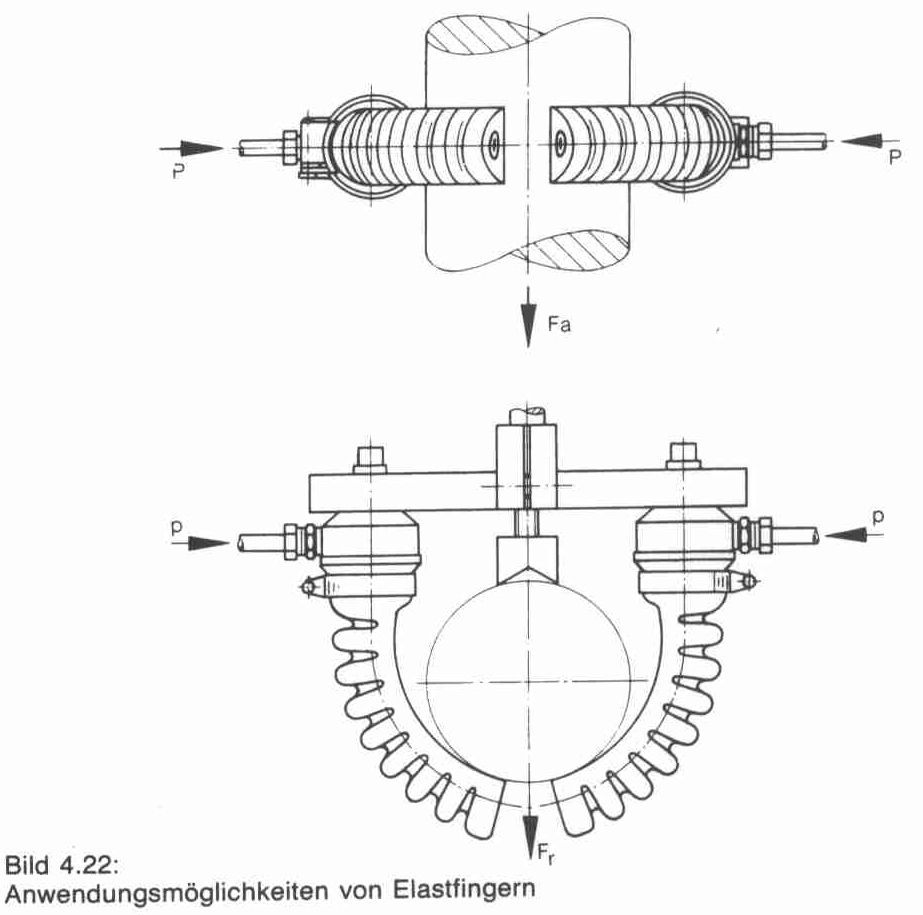 P P
Fa
p p
Fr
Bild 4.22:
Anwendungsmöglichkeiten von Elastfingern